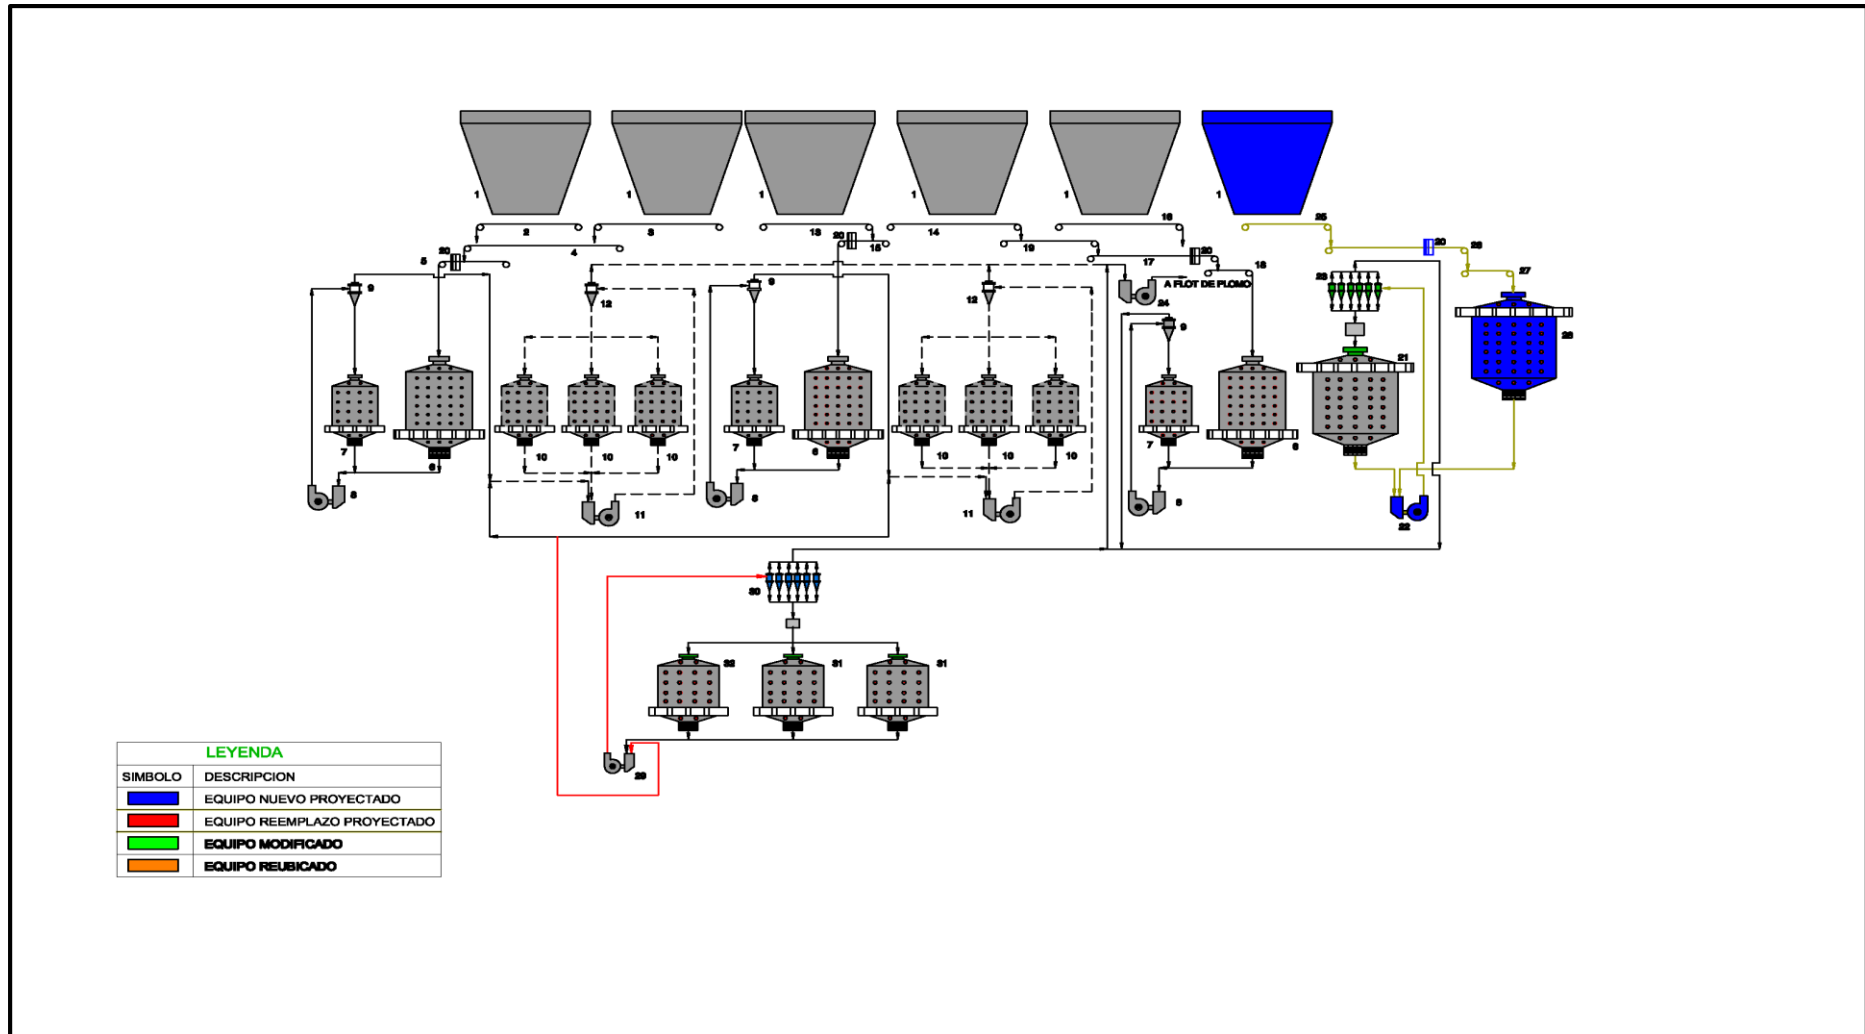 1 1 1 1 1 1
2 3 13 14 16 25
20 4 20 15 19 20 20 26
5 17 18 27
9 12 9 12 A FLOT DE PLOMO 23
24
9
28
21
7 6 10 10 10 7 6 10 10 10 7 6
8 11 8 11 8 22
30
32 31 31
29
LEYENDA
SIMBOLO DESCRIPCION
EQUIPO NUEVO PROYECTADO
EQUIPO REEMPLAZO PROYECTADO
EQUIPO MODIFICADO
EQUIPO REUBICADO